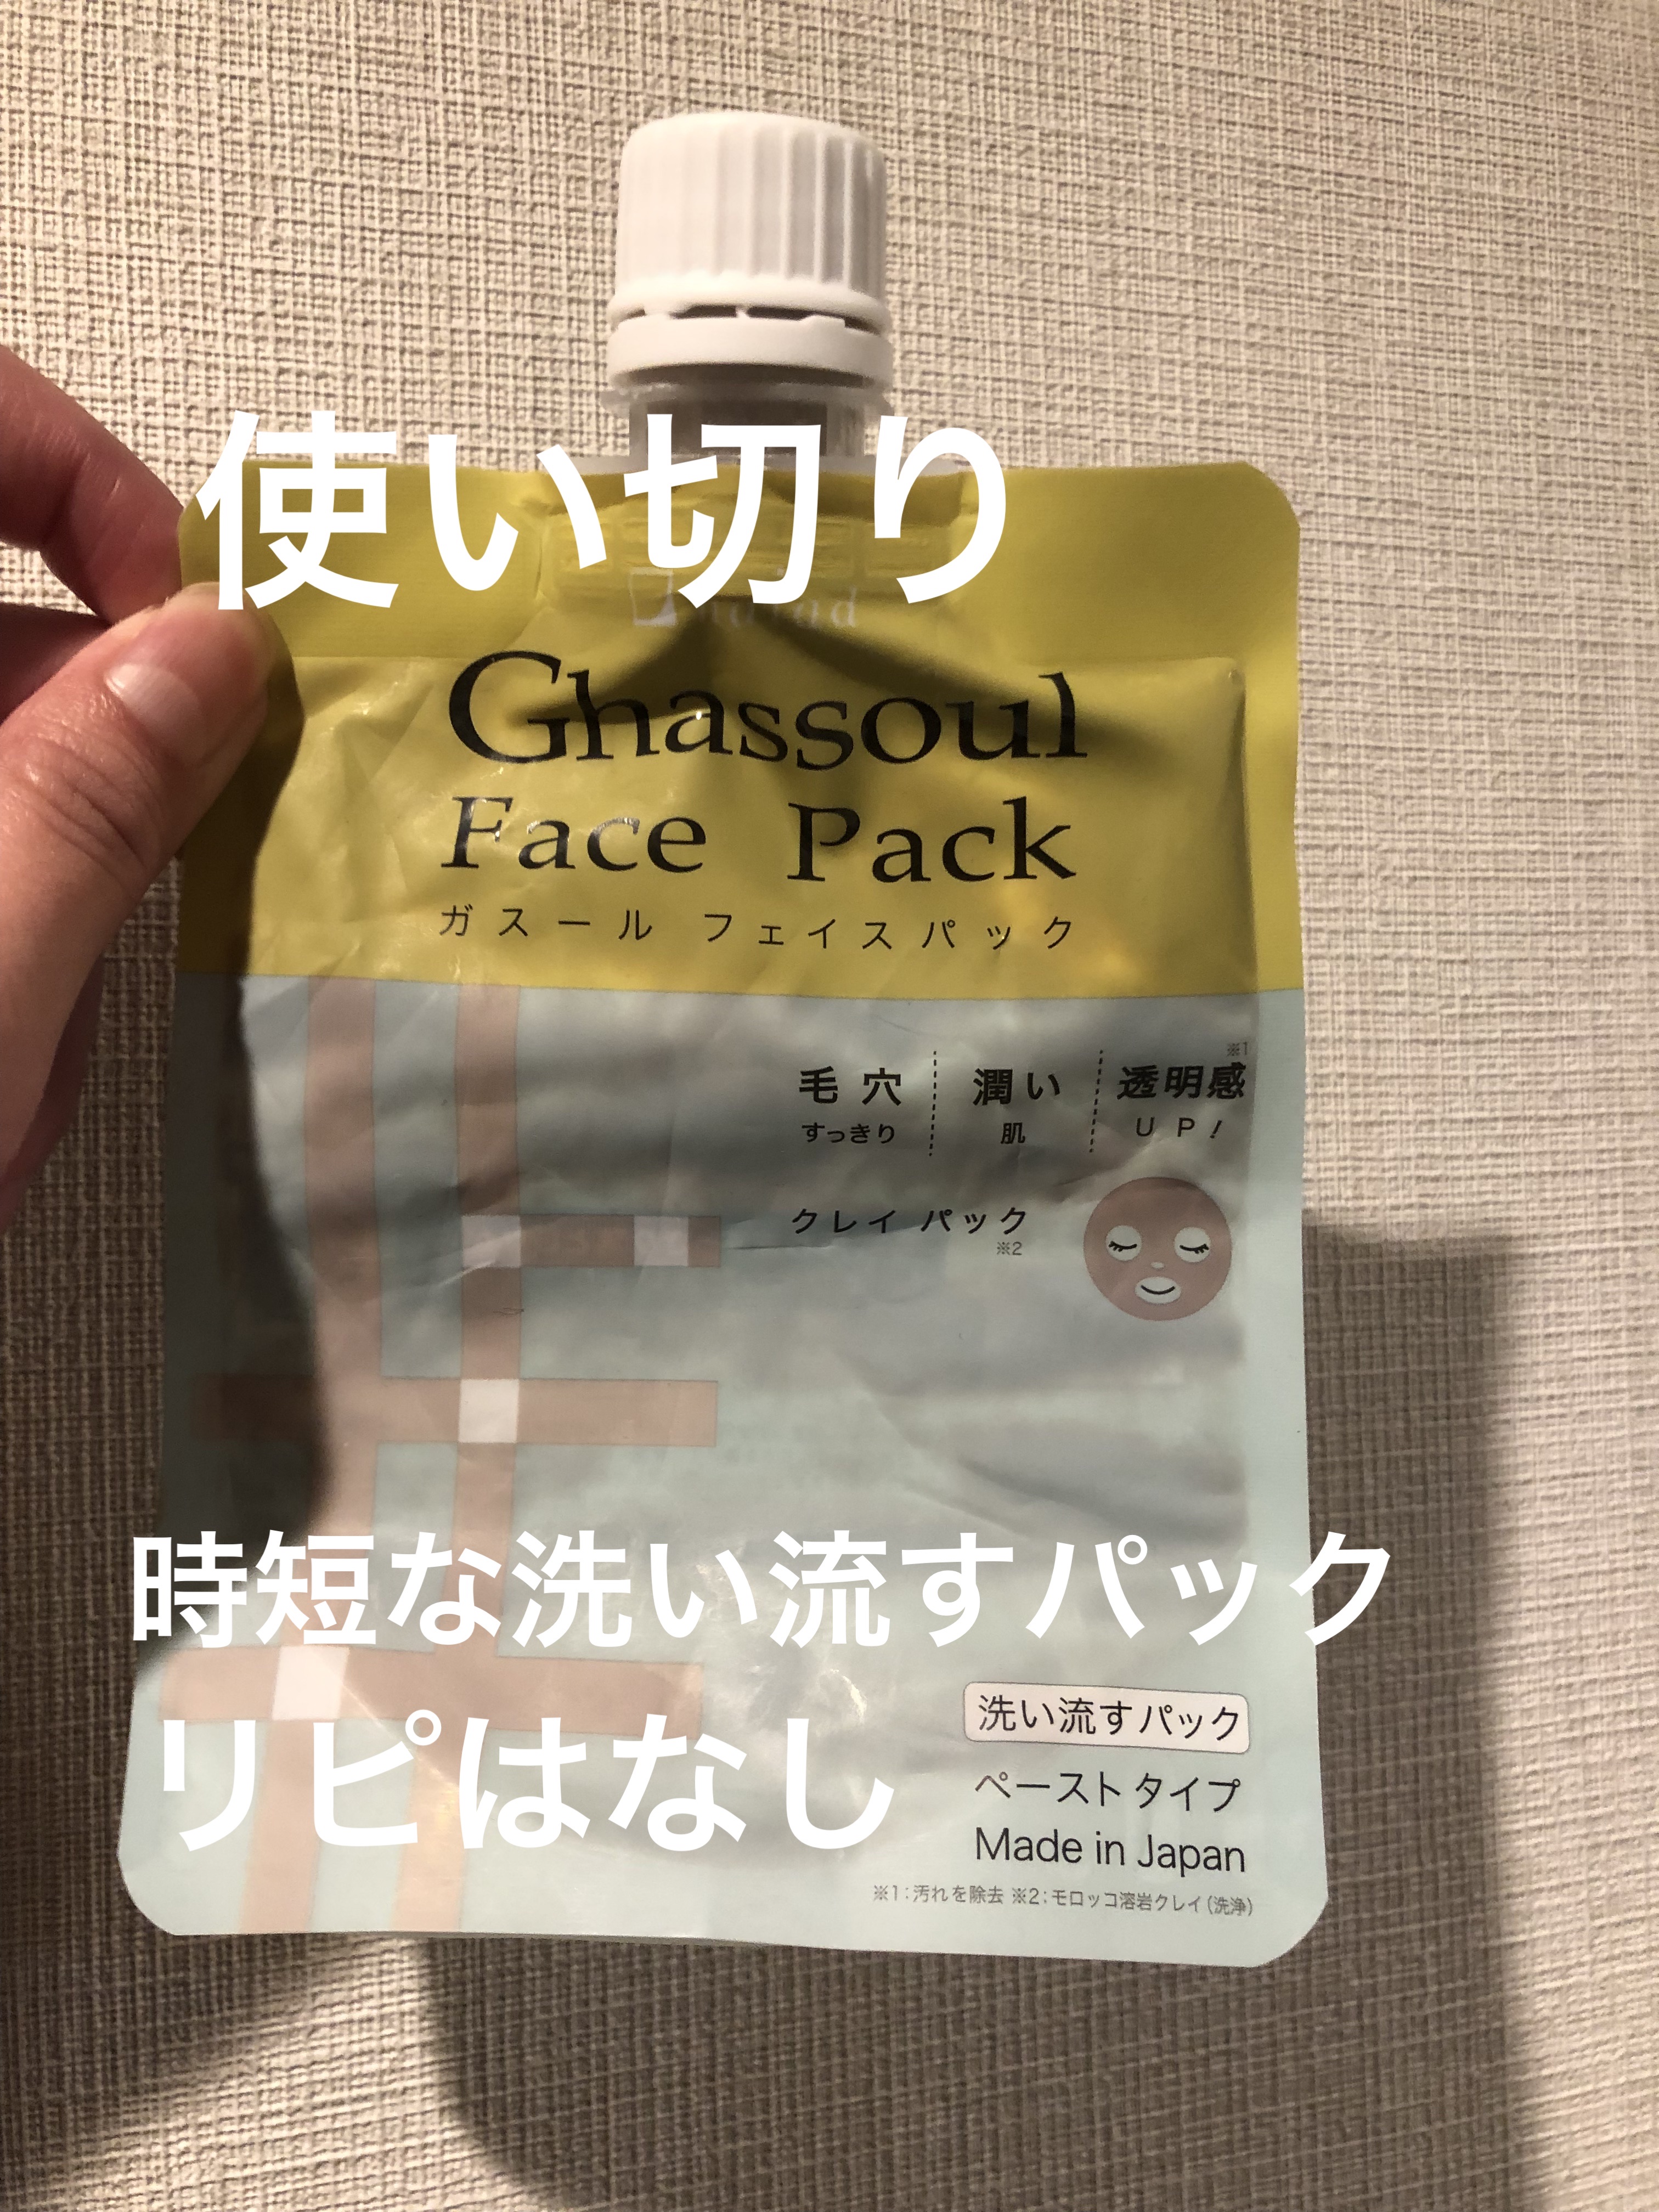 使い切り
Ghassoul
Face Pack
ガスール フェイスパック
毛穴 潤い 透明感※1
すっきり 肌 UP!
クレイパック
※2
時短な洗い流すパック
リピはなし
洗い流すパック
ペーストタイプ
Made in Japan
※1:汚れを除去 ※2:モロッコ溶岩クレイ(洗浄)